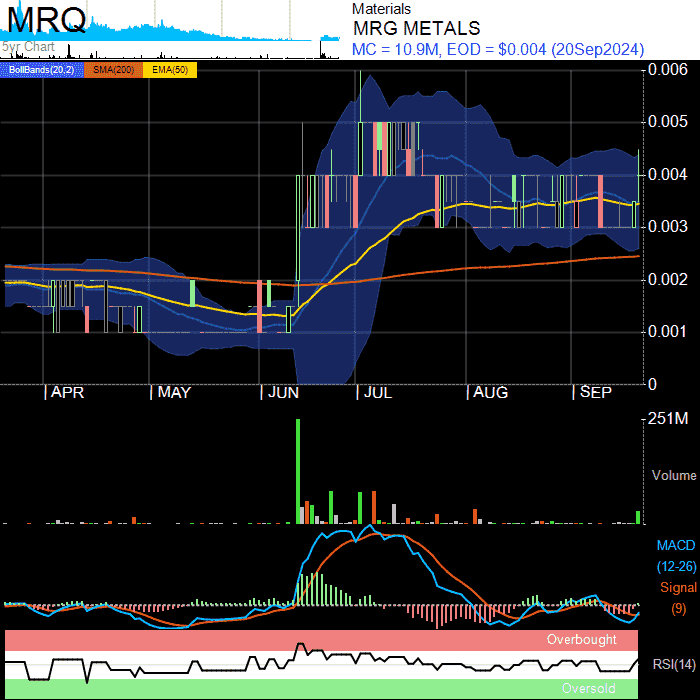 MRQ
5yr Chart
Materials
MRG METALS
MC = 10.9M, EOD = $0.004 (20Sep2024)
BollBands(20,2) SMA(200) EMA(50)
0.006
0.005
0.004
0.003
0.002
0.001
0
APR MAY JUN JUL AUG SEP
251M
Volume
MACD
(12-26)
Signal
(9)
Overbought
RSI(14)
Oversold